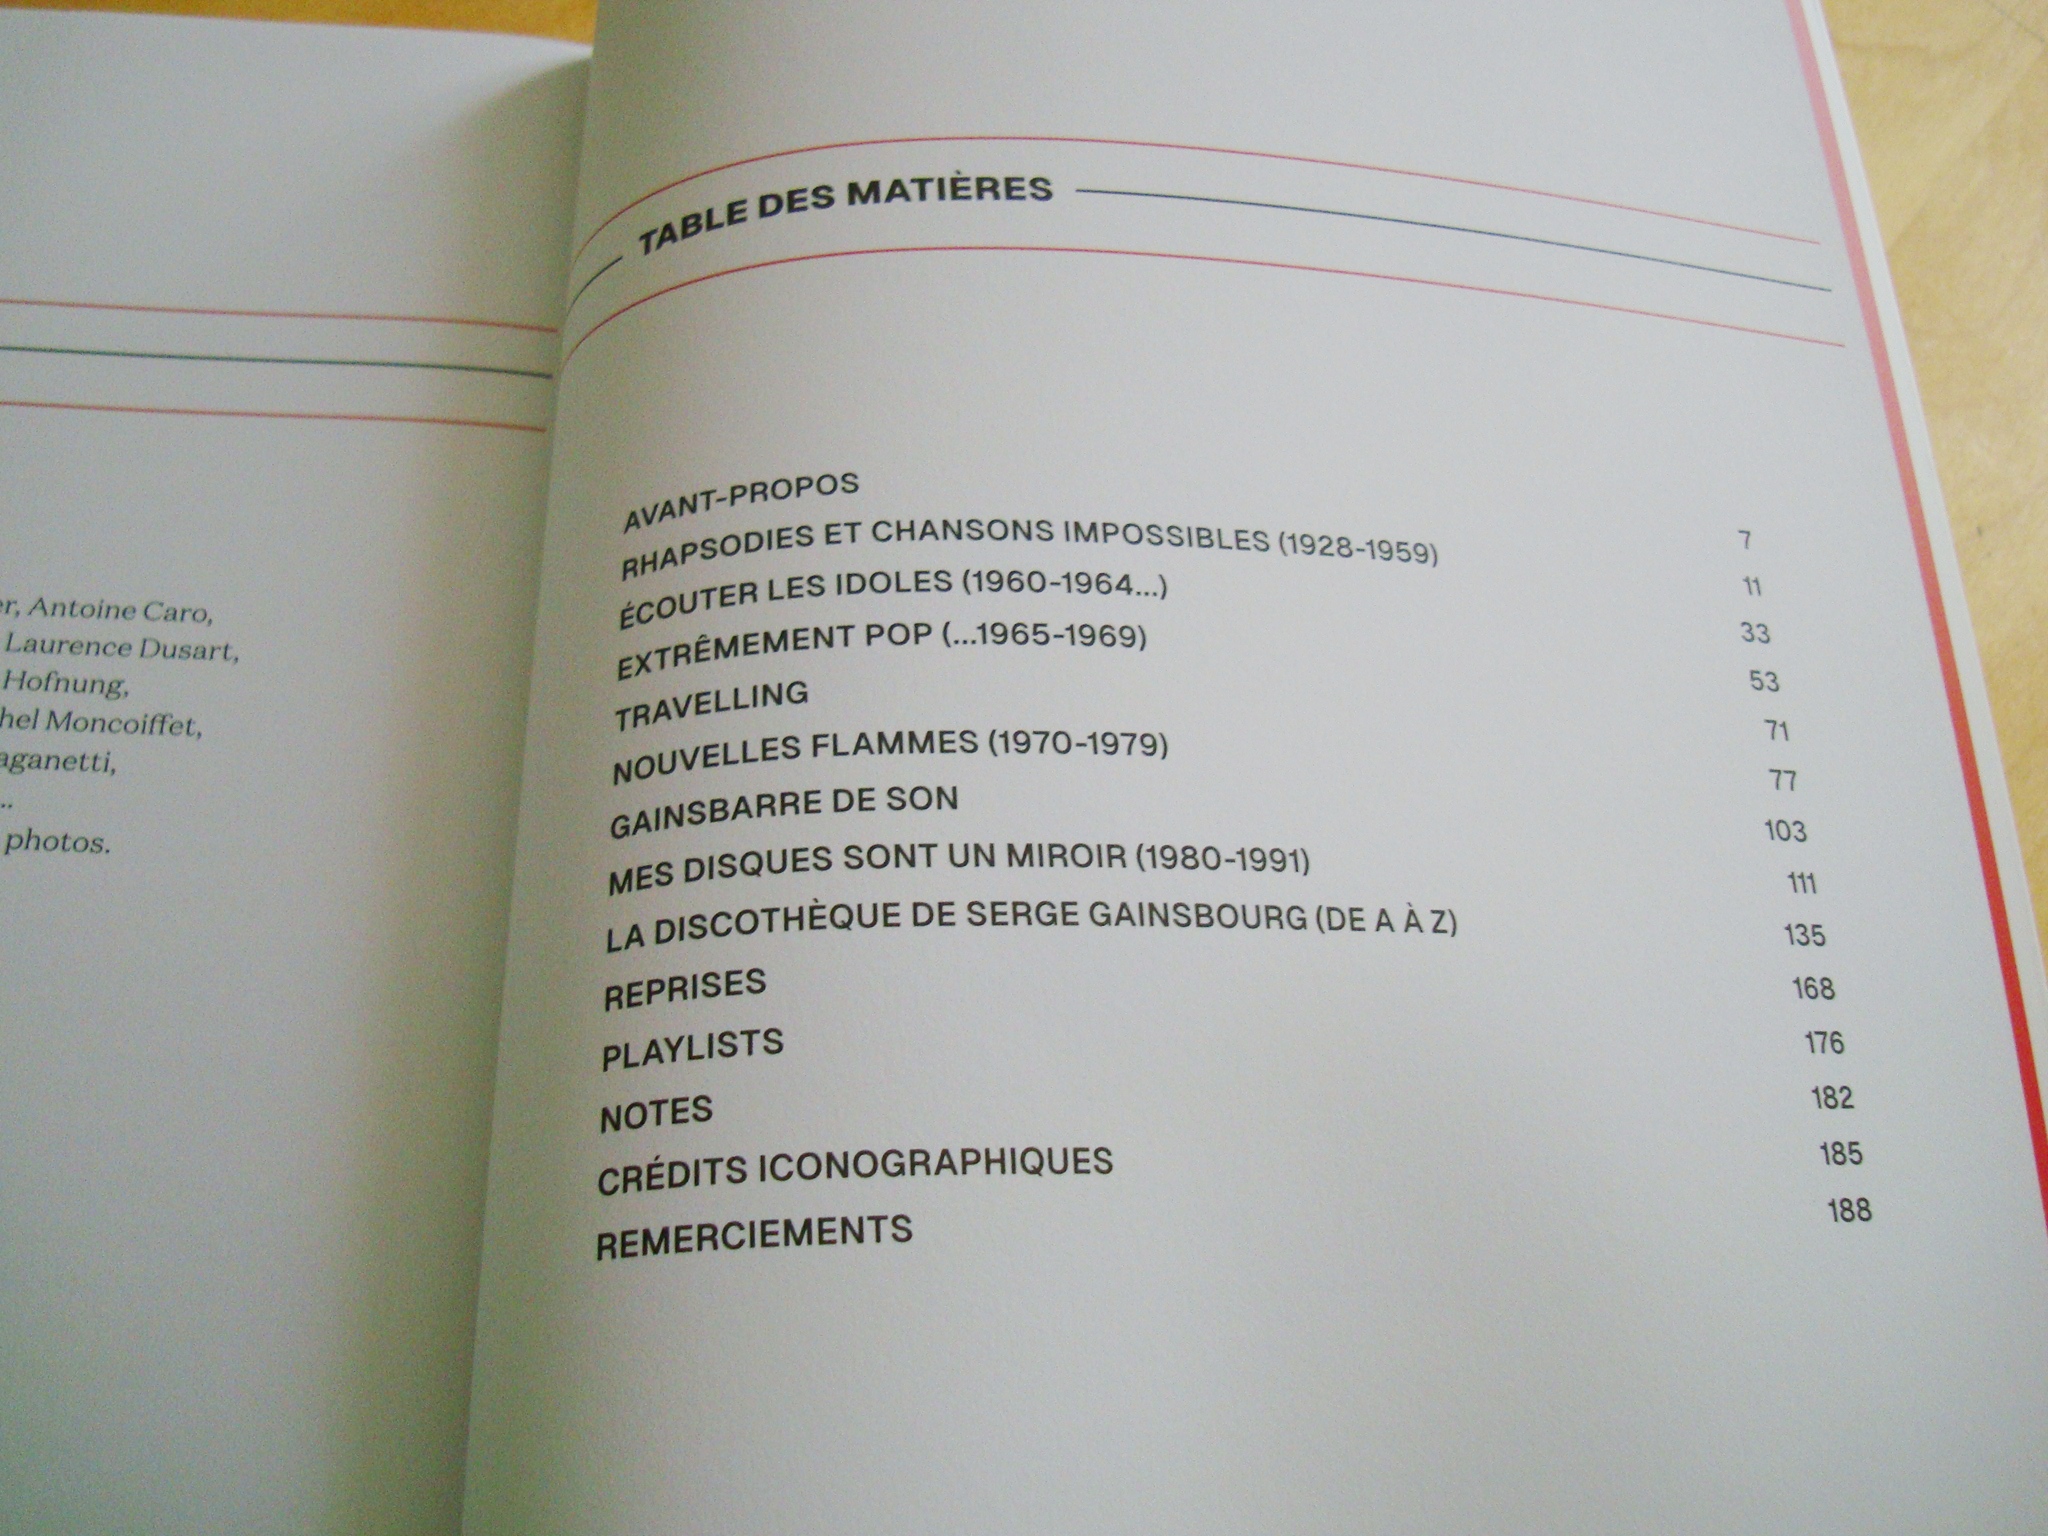 er, Antoine Caro,
Laurence Dusart,
Hofnung,
hel Moncoiffet,
aganetti,
..
photos.
TABLE DES MATIÈRES
AVANT-PROPOS 7
RHAPSODIES ET CHANSONS IMPOSSIBLES (1928-1959) 11
ÉCOUTER LES IDOLES (1960-1964...) 33
EXTRÊMEMENT POP (...1965-1969) 53
TRAVELLING 71
NOUVELLES FLAMMES (1970-1979) 77
GAINSBARRE DE SON 103
MES DISQUES SONT UN MIROIR (1980-1991) 111
LA DISCOTHÈQUE DE SERGE GAINSBOURG (DE A À Z) 135
REPRISES 168
PLAYLISTS 176
NOTES 182
CRÉDITS ICONOGRAPHIQUES 185
REMERCIEMENTS 188